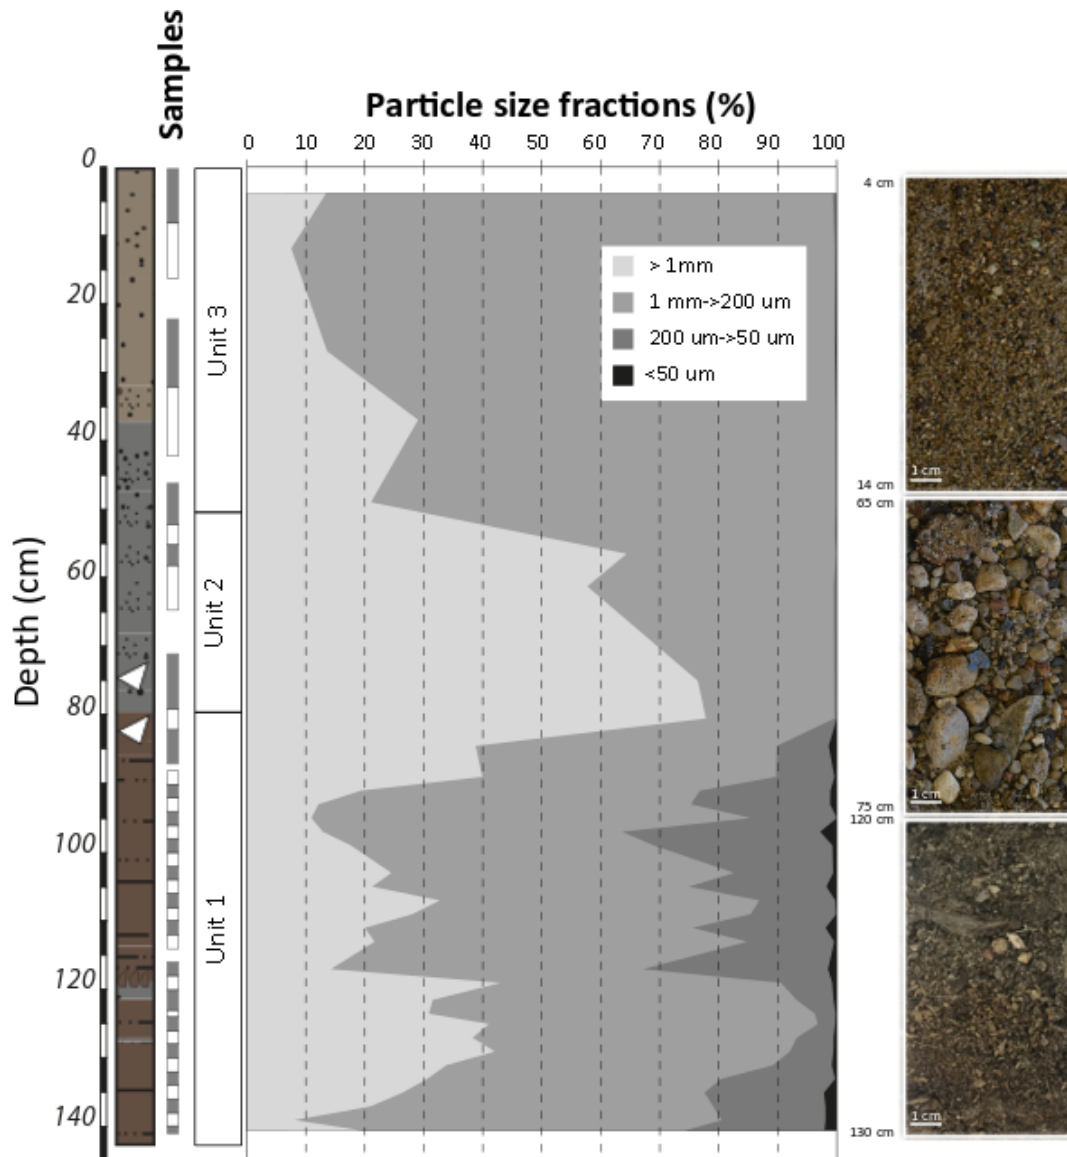 Samples
Particle size fractions (%)
0 10 20 30 40 50 60 70 80 90 100
Depth (cm)
0
20
40
60
80
100
120
140
Unit 3
Unit 2
Unit 1
> 1mm
1 mm->200 um
200 um->50 um
<50 um
4 cm
1 cm
14 cm
65 cm
1 cm
75 cm
120 cm
1 cm
130 cm